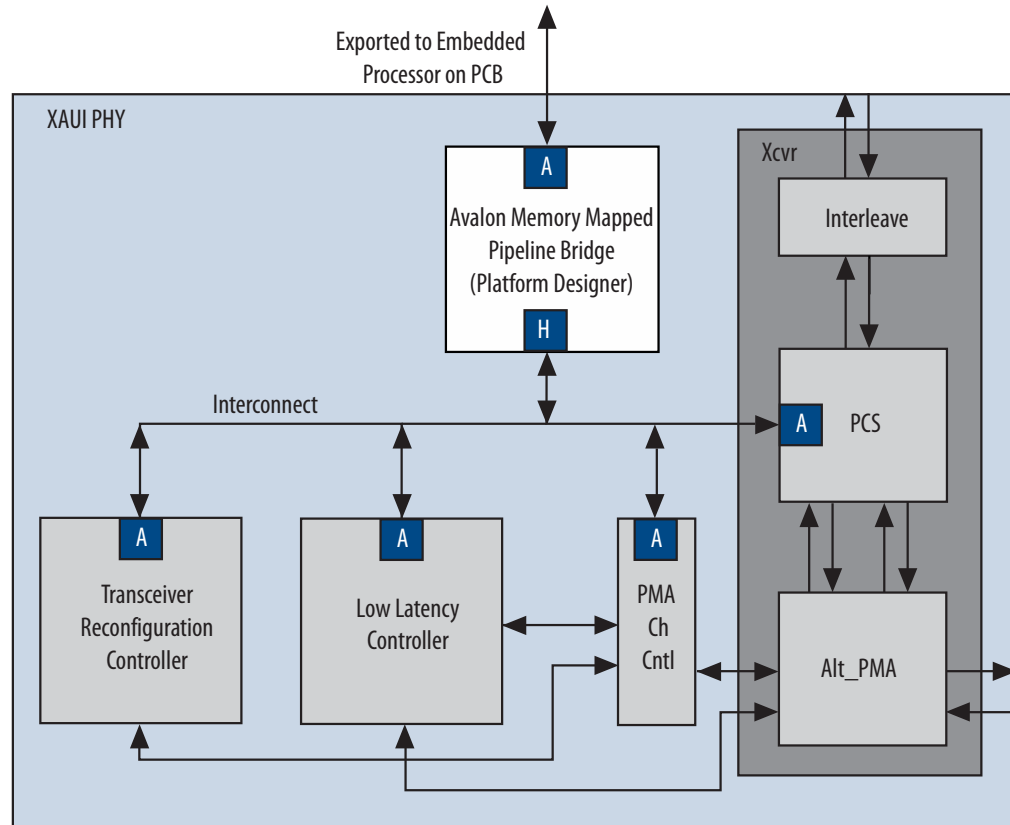 Exported to Embedded
Processor on PCB
XAUI PHY
Xcvr
A
Avalon Memory Mapped
Pipeline Bridge
(Platform Designer)
H
Interleave
Interconnect
A
PCS
A
Transceiver
Reconfiguration
Controller
A
Low Latency
Controller
A
PMA
Ch
Cntl
Alt_PMA